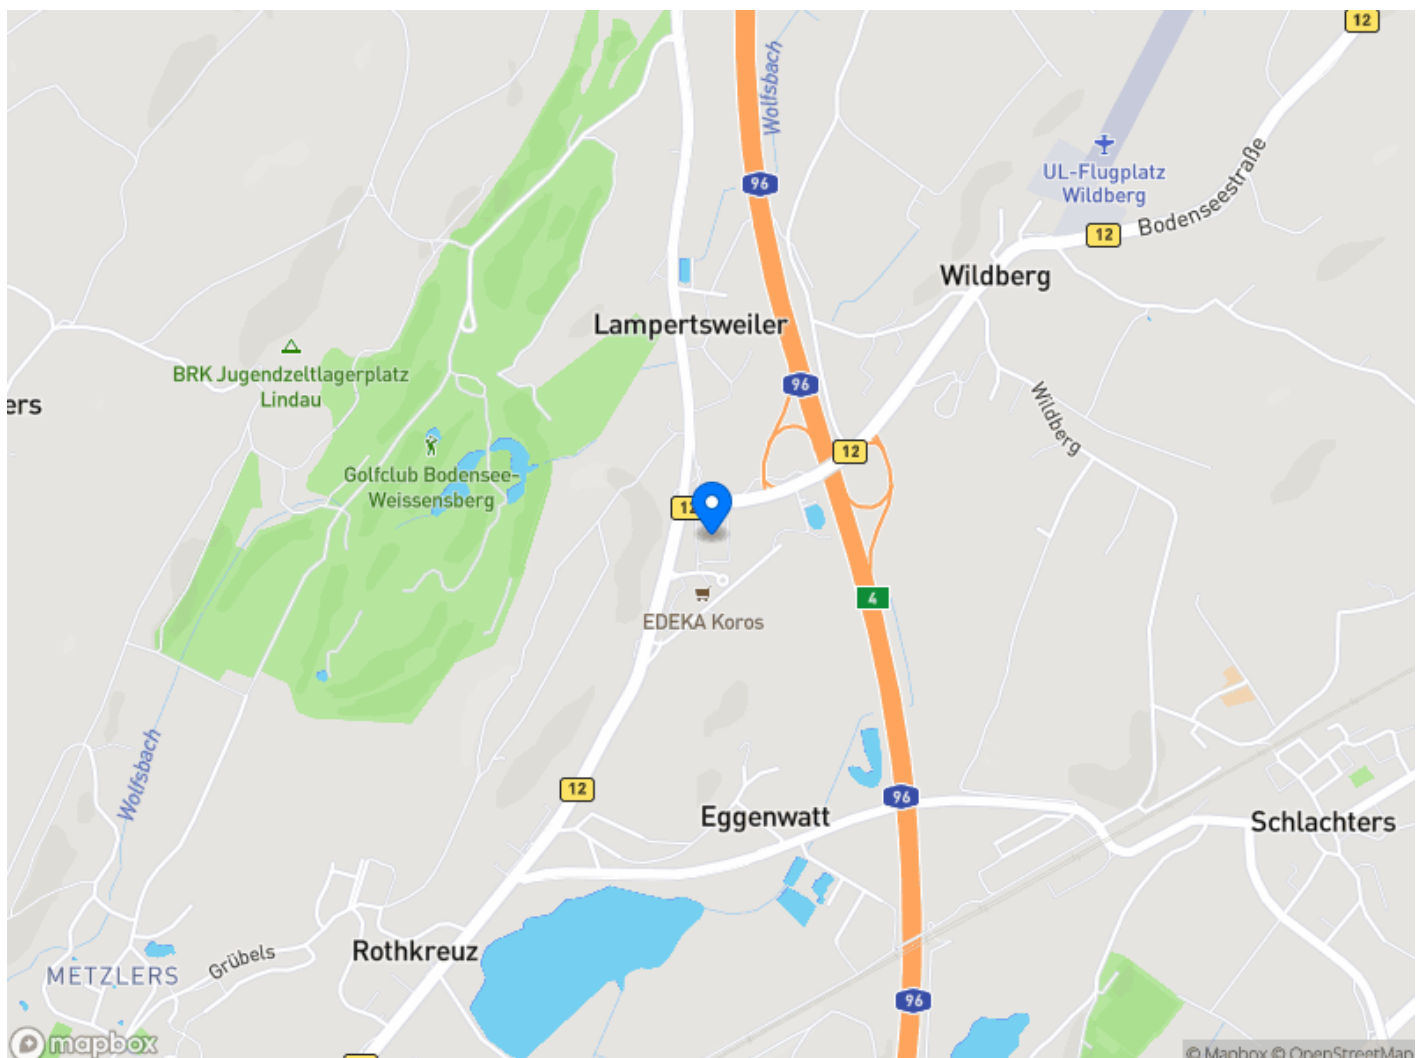 12
Wolfsbach
96
UL-Flugplatz
Wildberg
Bodenseestraße
12
Wildberg
Lampertsweiler
BRK Jugendzeltlagerplatz
Lindau
96
ers
Wildberg
12
Golfclub Bodensee-
Weissensberg
12
4
EDEKA Koros
Wolfsbach
12
96
Eggenwatt
Schlachters
Rothkreuz
Grübels
METZLERS
96
mapbox
© Mapbox © OpenStreetMap